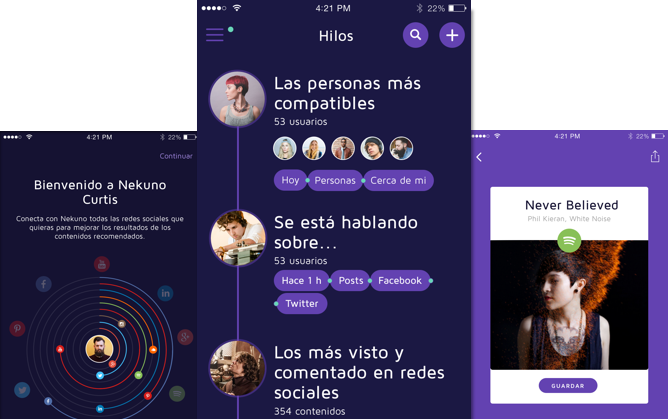 4:21 PM
22%
Continuar
Bienvenido a Nekuno
Curtis
Conecta con Nekuno todas las redes sociales que
quieras para mejorar los resultados de los
contenidos recomendados.
4:21 PM
22%
Hilos
Las personas más
compatibles
53 usuarios
Hoy
Personas
Cerca de mi
Se está hablando
sobre...
53 usuarios
Hace 1 h
Posts
Facebook
Twitter
Los más visto y
comentado en redes
sociales
354 contenidos
4:21 PM
22%
Never Believed
Phil Kieran, White Noise
GUARDAR